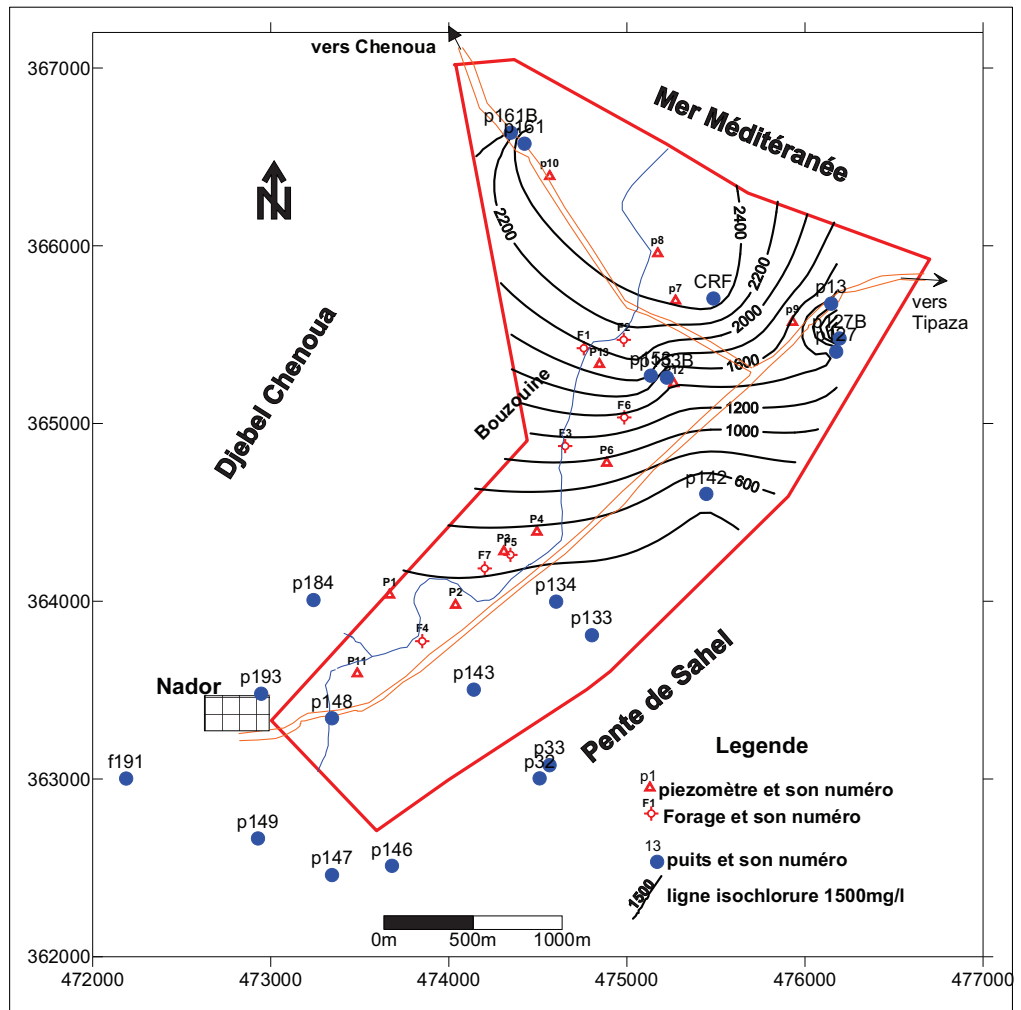 367000
366000
365000
364000
363000
362000
472000
473000
474000
475000
476000
477000
vers Chenoua
Mer Méditéranée
N
p161B
p161
p10
2200
2400
2200
2000
p8
p7
CRF
p13
p9
p127B
p127
vers
Tipaza
F1
F2
P13
p153B
P12
1600
Djebel Chenoua
Bouzouine
F6
1200
1000
F3
P6
600
p142
P4
P3
F5
F7
P1
P2
p184
p134
p133
F4
P11
p143
Nador
p193
p148
Pente de Sahel
f191
p33
p32
p149
p147
p146
Legende
p1
piezomètre et son numéro
F1
Forage et son numéro
13
puits et son numéro
1500
ligne isochlorure 1500mg/l
0m
500m
1000m